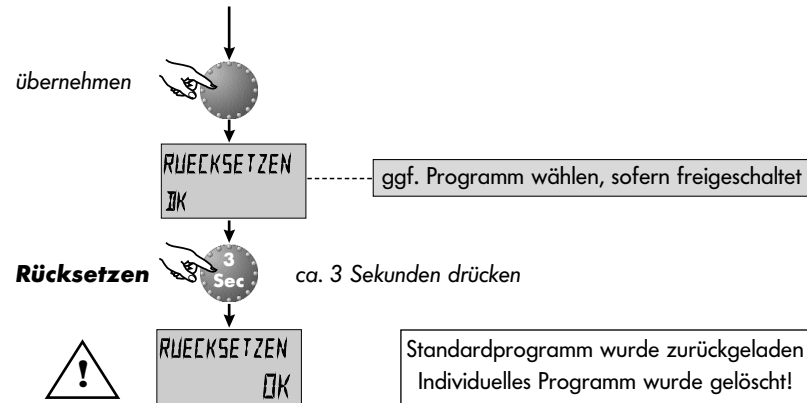 übernehmen
RUECKSETZEN
ggf. Programm wählen, sofern freigeschaltet
DK
Rücksetzen
3
Sec
ca. 3 Sekunden drücken
RUECKSETZEN
OK
!
Standardprogramm wurde zurückgeladen
Individuelles Programm wurde gelöscht!